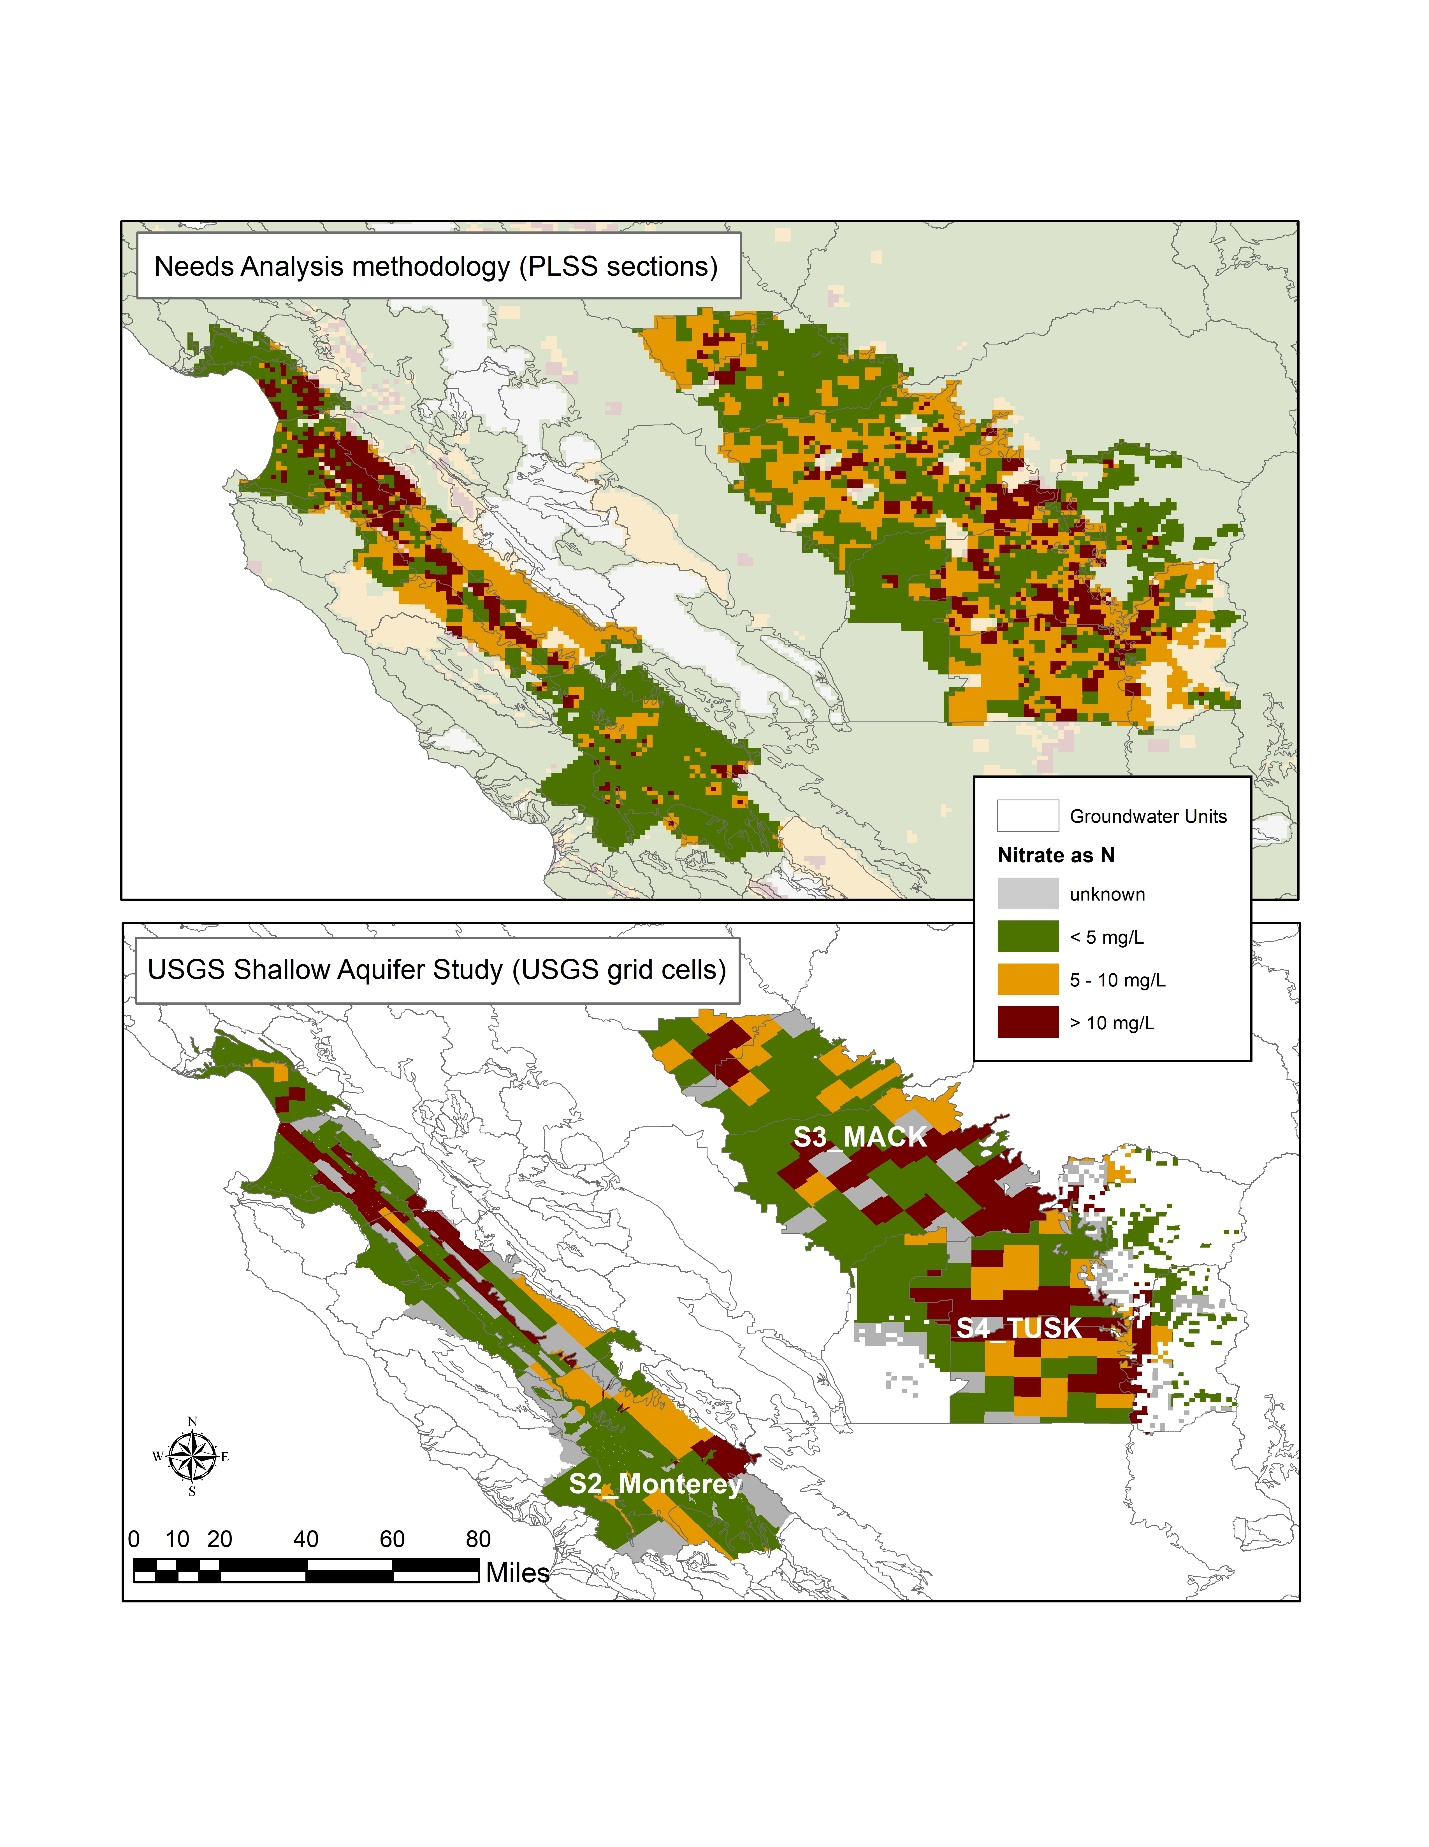 Needs Analysis methodology (PLSS sections)
Groundwater Units
Nitrate as N
unknown
< 5 mg/L
5 - 10 mg/L
> 10 mg/L
USGS Shallow Aquifer Study (USGS grid cells)
S3_MACK
S4_TUSK
S2_Monterey
N
W E
S
0 10 20 40 60 80
Miles